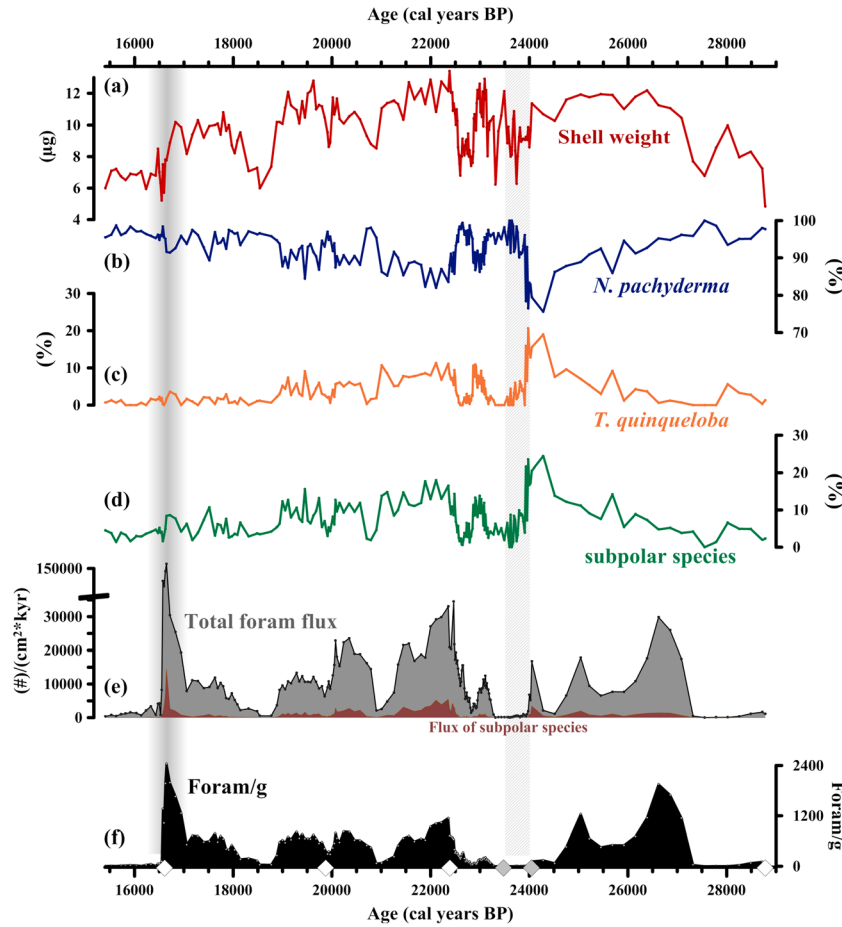 Age (cal years BP)
16000 18000 20000 22000 24000 26000 28000
(a)
12
10
8
6
4
(µg)
Shell weight
100
90
80
70
(%)
(b)
N. pachyderma
30
20
10
0
(%)
(c)
T. quinqueloba
30
20
10
0
(%)
(d)
subpolar species
150000
30000
20000
10000
0
(#)/(cm²*kyr)
Total foram flux
(e)
Flux of subpolar species
Foram/g
2400
1200
0
Foram/g
(f)
16000 18000 20000 22000 24000 26000 28000
Age (cal years BP)